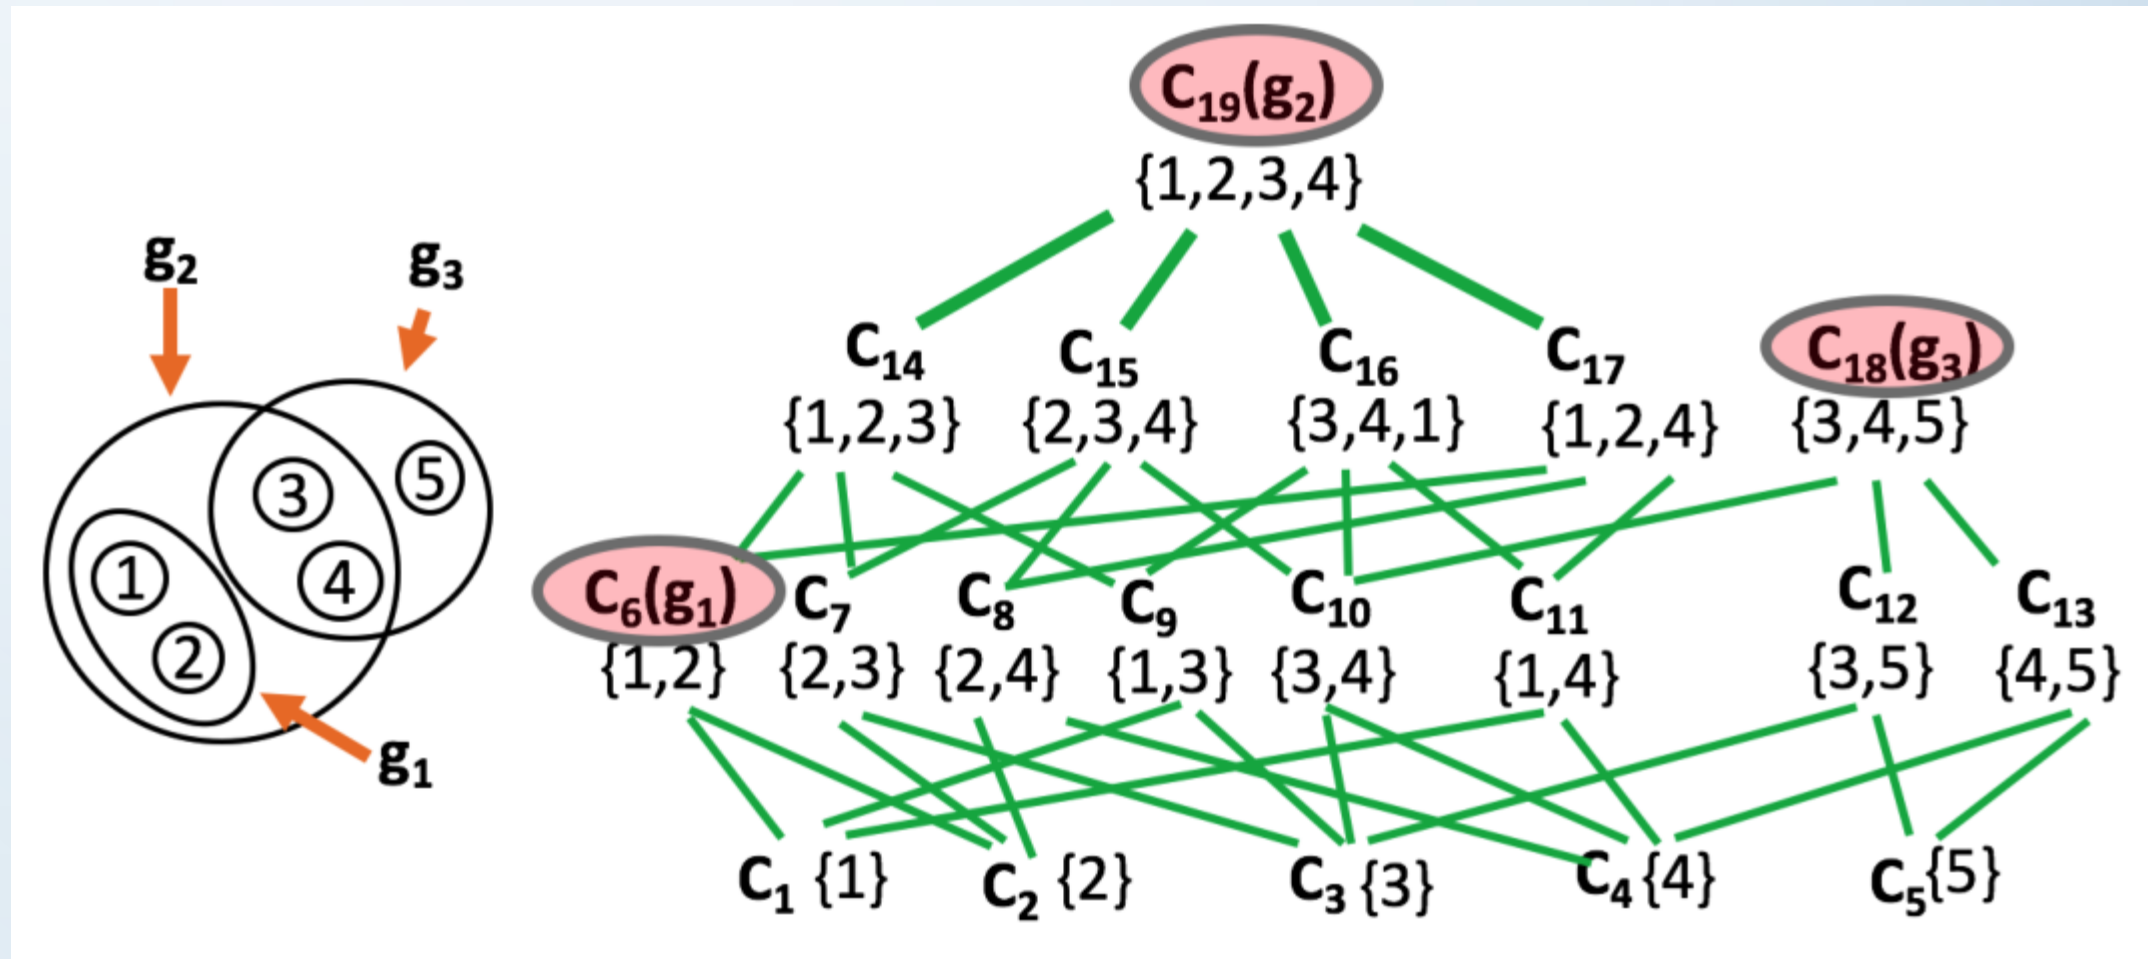 C₁₉(g₂)
{1,2,3,4}
g₂ g₃
C₁₄ C₁₅ C₁₆ C₁₇ C₁₈(g₃)
{1,2,3} {2,3,4} {3,4,1} {1,2,4} {3,4,5}
3 5
1 4
2
C₆(g₁) C₇ C₈ C₉ C₁₀ C₁₁ C₁₂ C₁₃
{1,2} {2,3} {2,4} {1,3} {3,4} {1,4} {3,5} {4,5}
g₁
C₁ {1} C₂ {2} C₃ {3} C₄ {4} C₅ {5}